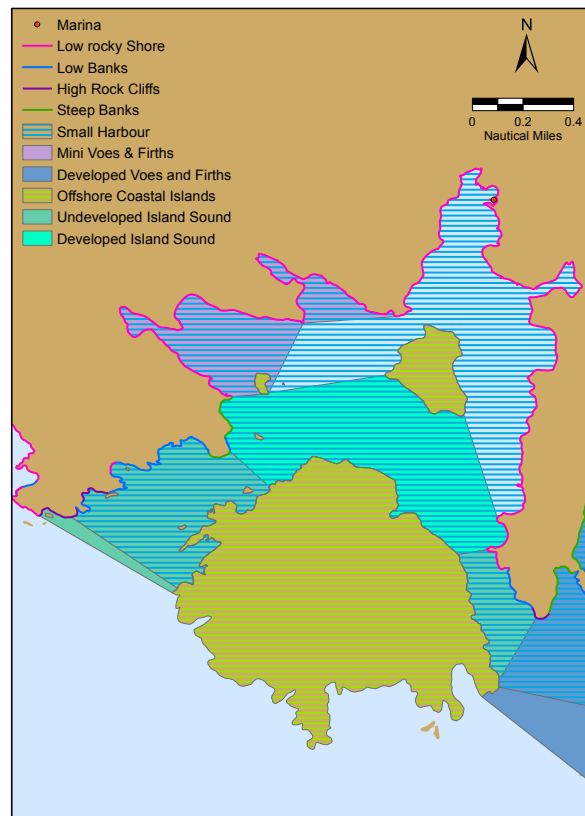 Marina
Low rocky Shore
Low Banks
High Rock Cliffs
Steep Banks
Small Harbour
Mini Voes & Firths
Developed Voes and Firths
Offshore Coastal Islands
Undeveloped Island Sound
Developed Island Sound
N
0 0.2 0.4
Nautical Miles